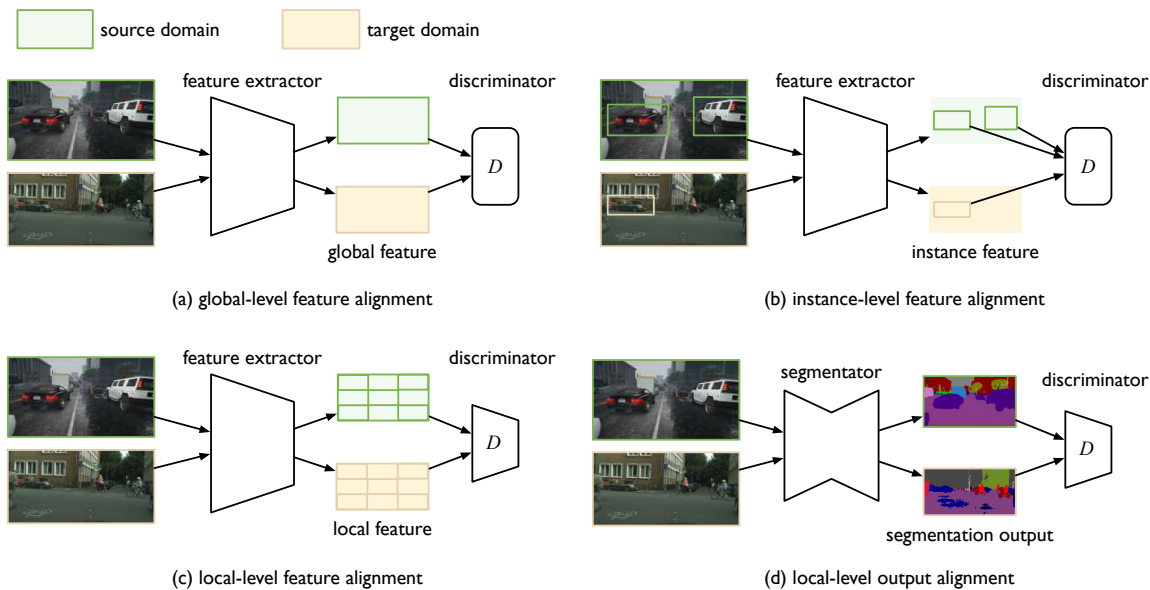 source domain
target domain
feature extractor
discriminator
D
global feature
(a) global-level feature alignment
feature extractor
discriminator
D
instance feature
(b) instance-level feature alignment
feature extractor
discriminator
D
local feature
(c) local-level feature alignment
segmentator
discriminator
D
segmentation output
(d) local-level output alignment